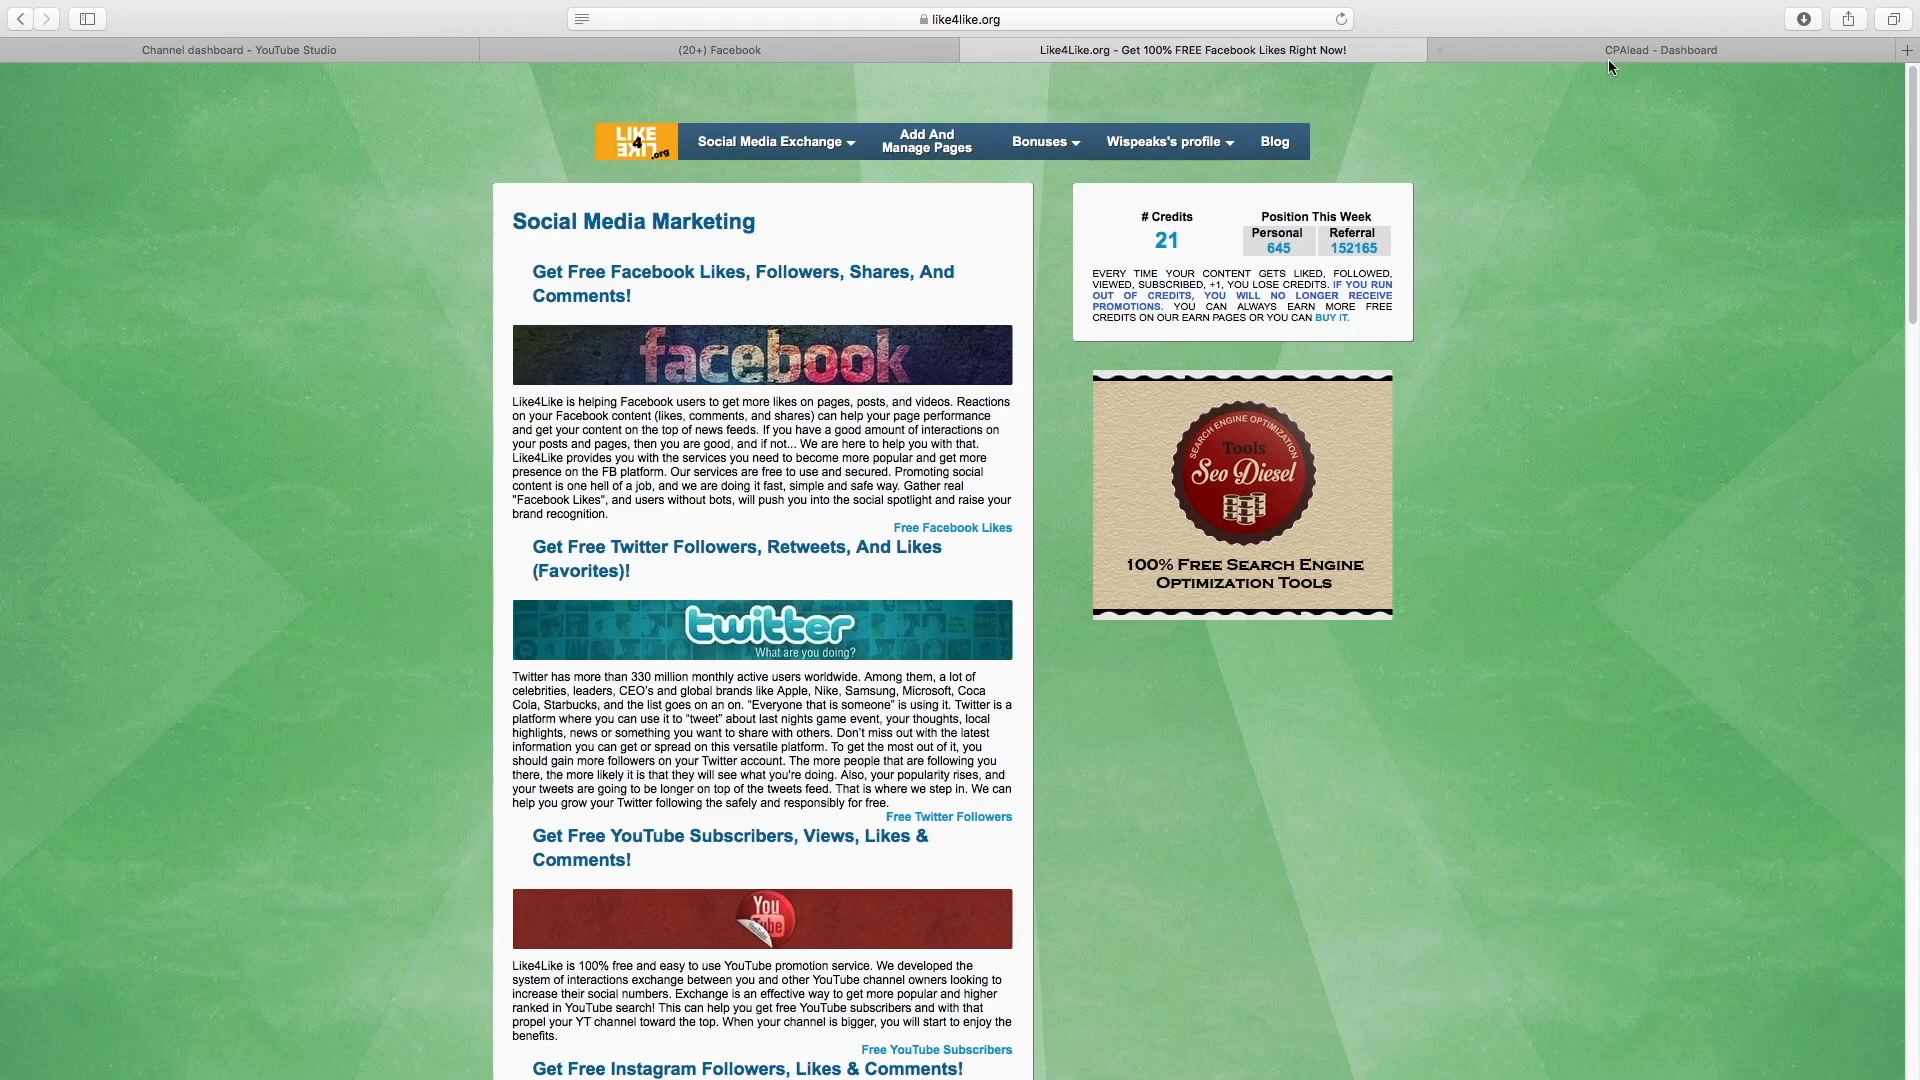 like4like.org
Channel dashboard - YouTube Studio
(20+) Facebook
Like4Like.org - Get 100% FREE Facebook Likes Right Now!
CPAlead - Dashboard
LIKE
4
LIKE
.org
Social Media Exchange
Add And
Manage Pages
Bonuses
Wispeaks's profile
Blog
Social Media Marketing
Get Free Facebook Likes, Followers, Shares, And
Comments!
facebook
Like4Like is helping Facebook users to get more likes on pages, posts, and videos. Reactions
on your Facebook content (likes, comments, and shares) can help your page performance
and get your content on the top of news feeds. If you have a good amount of interactions on
your posts and pages, then you are good, and if not... We are here to help you with that.
Like4Like provides you with the services you need to become more popular and get more
presence on the FB platform. Our services are free to use and secured. Promoting social
content is one hell of a job, and we are doing it fast, simple and safe way. Gather real
"Facebook Likes", and users without bots, will push you into the social spotlight and raise your
brand recognition.
Free Facebook Likes
Get Free Twitter Followers, Retweets, And Likes
(Favorites)!
twitter
What are you doing?
Twitter has more than 330 million monthly active users worldwide. Among them, a lot of
celebrities, leaders, CEO's and global brands like Apple, Nike, Samsung, Microsoft, Coca
Cola, Starbucks, and the list goes on an on. “Everyone that is someone” is using it. Twitter is a
platform where you can use it to “tweet” about last nights game event, your thoughts, local
highlights, news or something you want to share with others. Don't miss out with the latest
information you can get or spread on this versatile platform. To get the most out of it, you
should gain more followers on your Twitter account. The more people that are following you
there, the more likely it is that they will see what you're doing. Also, your popularity rises, and
your tweets are going to be longer on top of the tweets feed. That is where we step in. We can
help you grow your Twitter following the safely and responsibly for free.
Free Twitter Followers
Get Free YouTube Subscribers, Views, Likes &
Comments!
You
Tube
Like4Like is 100% free and easy to use YouTube promotion service. We developed the
system of interactions exchange between you and other YouTube channel owners looking to
increase their social numbers. Exchange is an effective way to get more popular and higher
ranked in YouTube search! This can help you get free YouTube subscribers and with that
propel your YT channel toward the top. When your channel is bigger, you will start to enjoy the
benefits.
Free YouTube Subscribers
Get Free Instagram Followers, Likes & Comments!
# Credits
21
Position This Week
Personal
645
Referral
152165
EVERY TIME YOUR CONTENT GETS LIKED, FOLLOWED,
VIEWED, SUBSCRIBED, +1, YOU LOSE CREDITS. IF YOU RUN
OUT OF CREDITS, YOU WILL NO LONGER RECEIVE
PROMOTIONS. YOU CAN ALWAYS EARN MORE FREE
CREDITS ON OUR EARN PAGES OR YOU CAN BUY IT.
SEARCH ENGINE OPTIMIZATION
Tools
Seo Diesel
100% FREE SEARCH ENGINE
OPTIMIZATION TOOLS